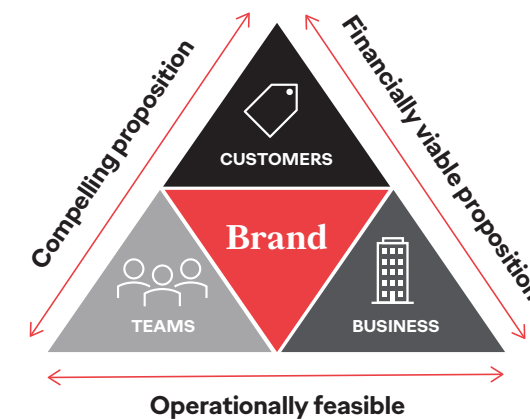 Compelling proposition
Financially viable proposition
CUSTOMERS
Brand
TEAMS
BUSINESS
Operationally feasible